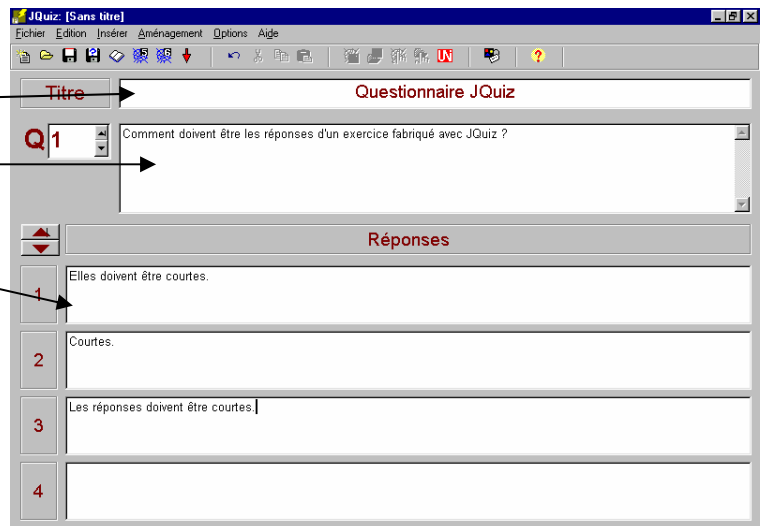 JQuiz: [Sans titre]
Fichier Edition Insérer Aménagement Options Aide
Titre
Questionnaire JQuiz
Q 1
Comment doivent être les réponses d'un exercice fabriqué avec JQuiz ?
Réponses
1
Elles doivent être courtes.
2
Courtes.
3
Les réponses doivent être courtes.
4